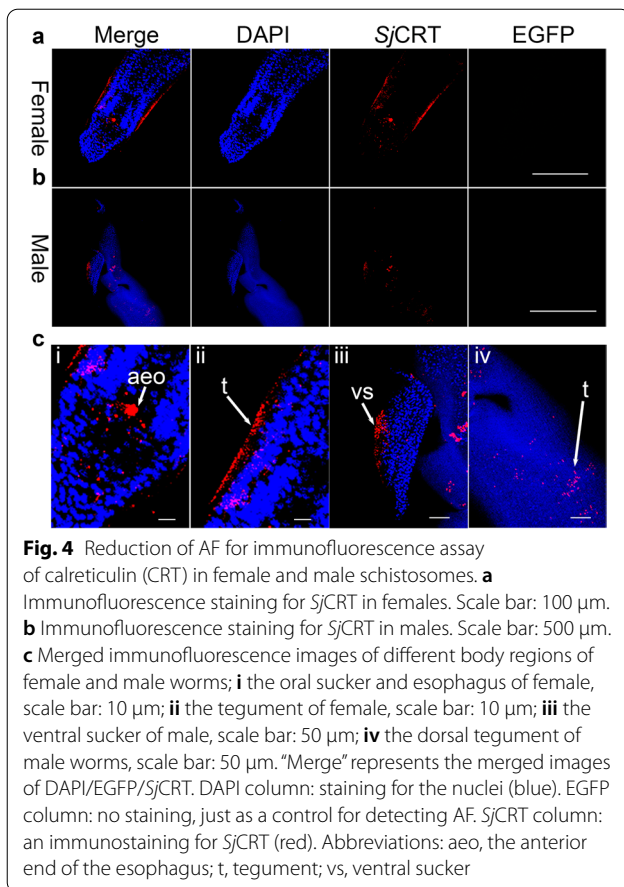 a Merge DAPI SjCRT EGFP
Female
b
Male
c
i ii iii iv
aeo t vs t
Fig. 4 Reduction of AF for immunofluorescence assay
of calreticulin (CRT) in female and male schistosomes. a
Immunofluorescence staining for SjCRT in females. Scale bar: 100 µm.
b Immunofluorescence staining for SjCRT in males. Scale bar: 500 µm.
c Merged immunofluorescence images of different body regions of
female and male worms; i the oral sucker and esophagus of female,
scale bar: 10 µm; ii the tegument of female, scale bar: 10 µm; iii the
ventral sucker of male, scale bar: 50 µm; iv the dorsal tegument of
male worms, scale bar: 50 µm. “Merge” represents the merged images
of DAPI/EGFP/SjCRT. DAPI column: staining for the nuclei (blue). EGFP
column: no staining, just as a control for detecting AF. SjCRT column:
an immunostaining for SjCRT (red). Abbreviations: aeo, the anterior
end of the esophagus; t, tegument; vs, ventral sucker